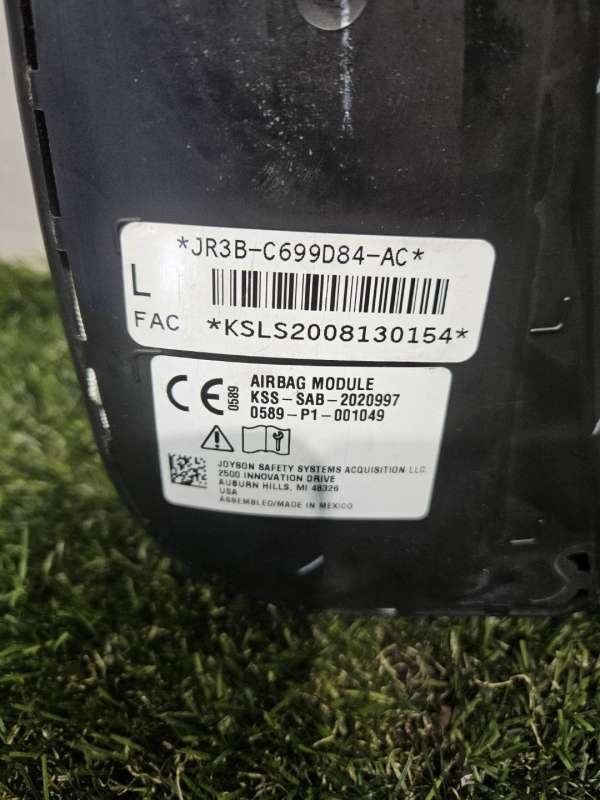 *JR3B-C699D84-AC*
L
FAC *KSLS2008130154*
CE 0589 AIRBAG MODULE
KSS-SAB-2020997
0589-P1-001049
JOYSON SAFETY SYSTEMS ACQUISITION LLC.
2500 INNOVATION DRIVE
AUBURN HILLS, MI 48326
USA
ASSEMBLED/MADE IN MEXICO